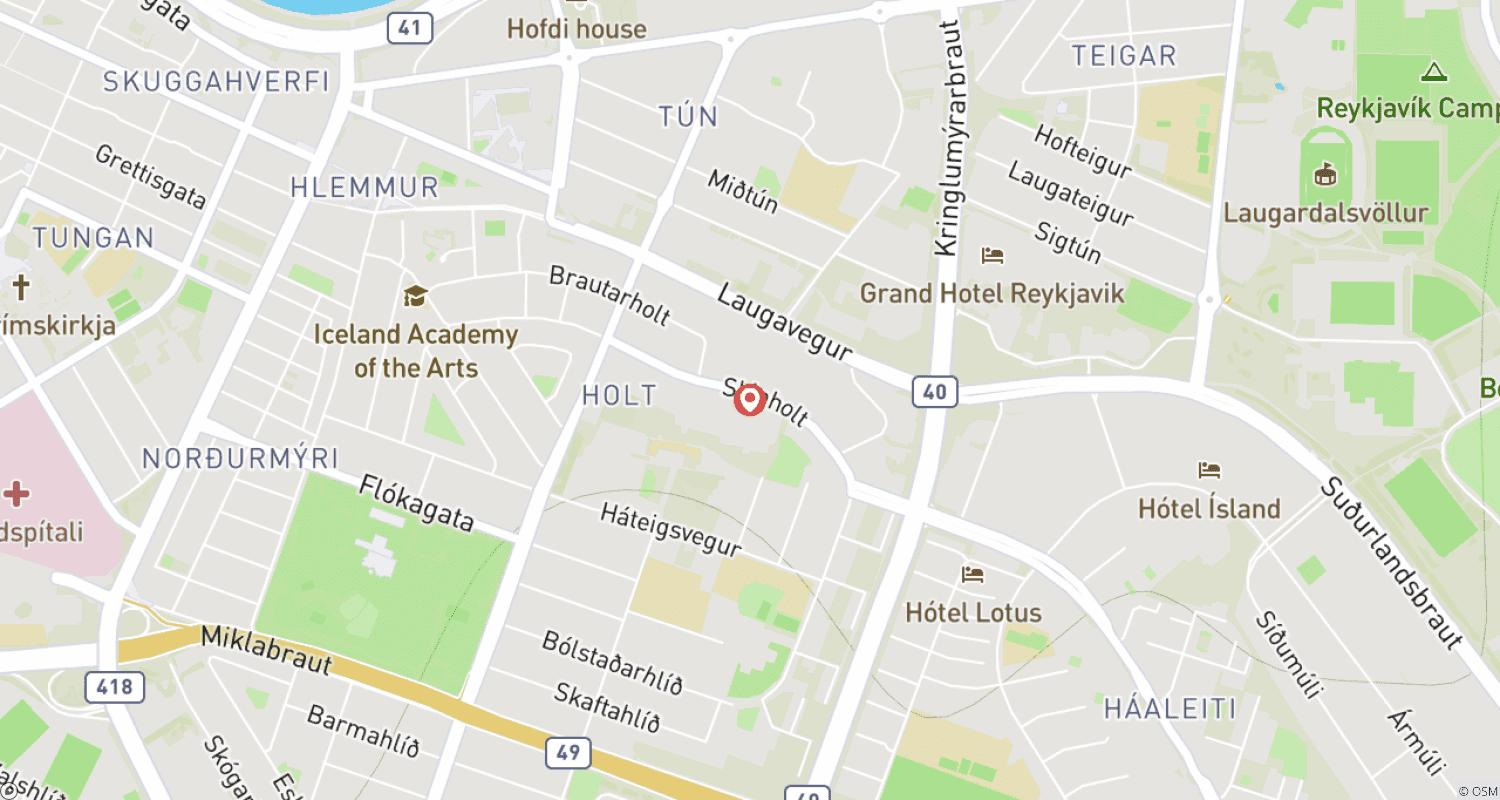 gata
41
Hofdi house
TEIGAR
SKUGGAHVERFI
Kringlumýrarbraut
Reykjavík Camp
TÚN
Hofteigur
Grettisgata
HLEMMUR
Miðtún
Laugateigur
Laugardalsvöllur
TUNGAN
Sigtún
Brautarholt
Grand Hotel Reykjavik
Laugavegur
ímskirkja
Iceland Academy
of the Arts
HOLT
40
NORÐURMÝRI
Flókagata
Hótel Ísland
Suðurlandsbraut
dspítali
Háteigsvegur
Hótel Lotus
Miklabraut
Bólstaðarhlíð
Síðumúli
418
Skaftahlíð
HÁALEITI
Barmahlíð
49
Ármúli
© OSM